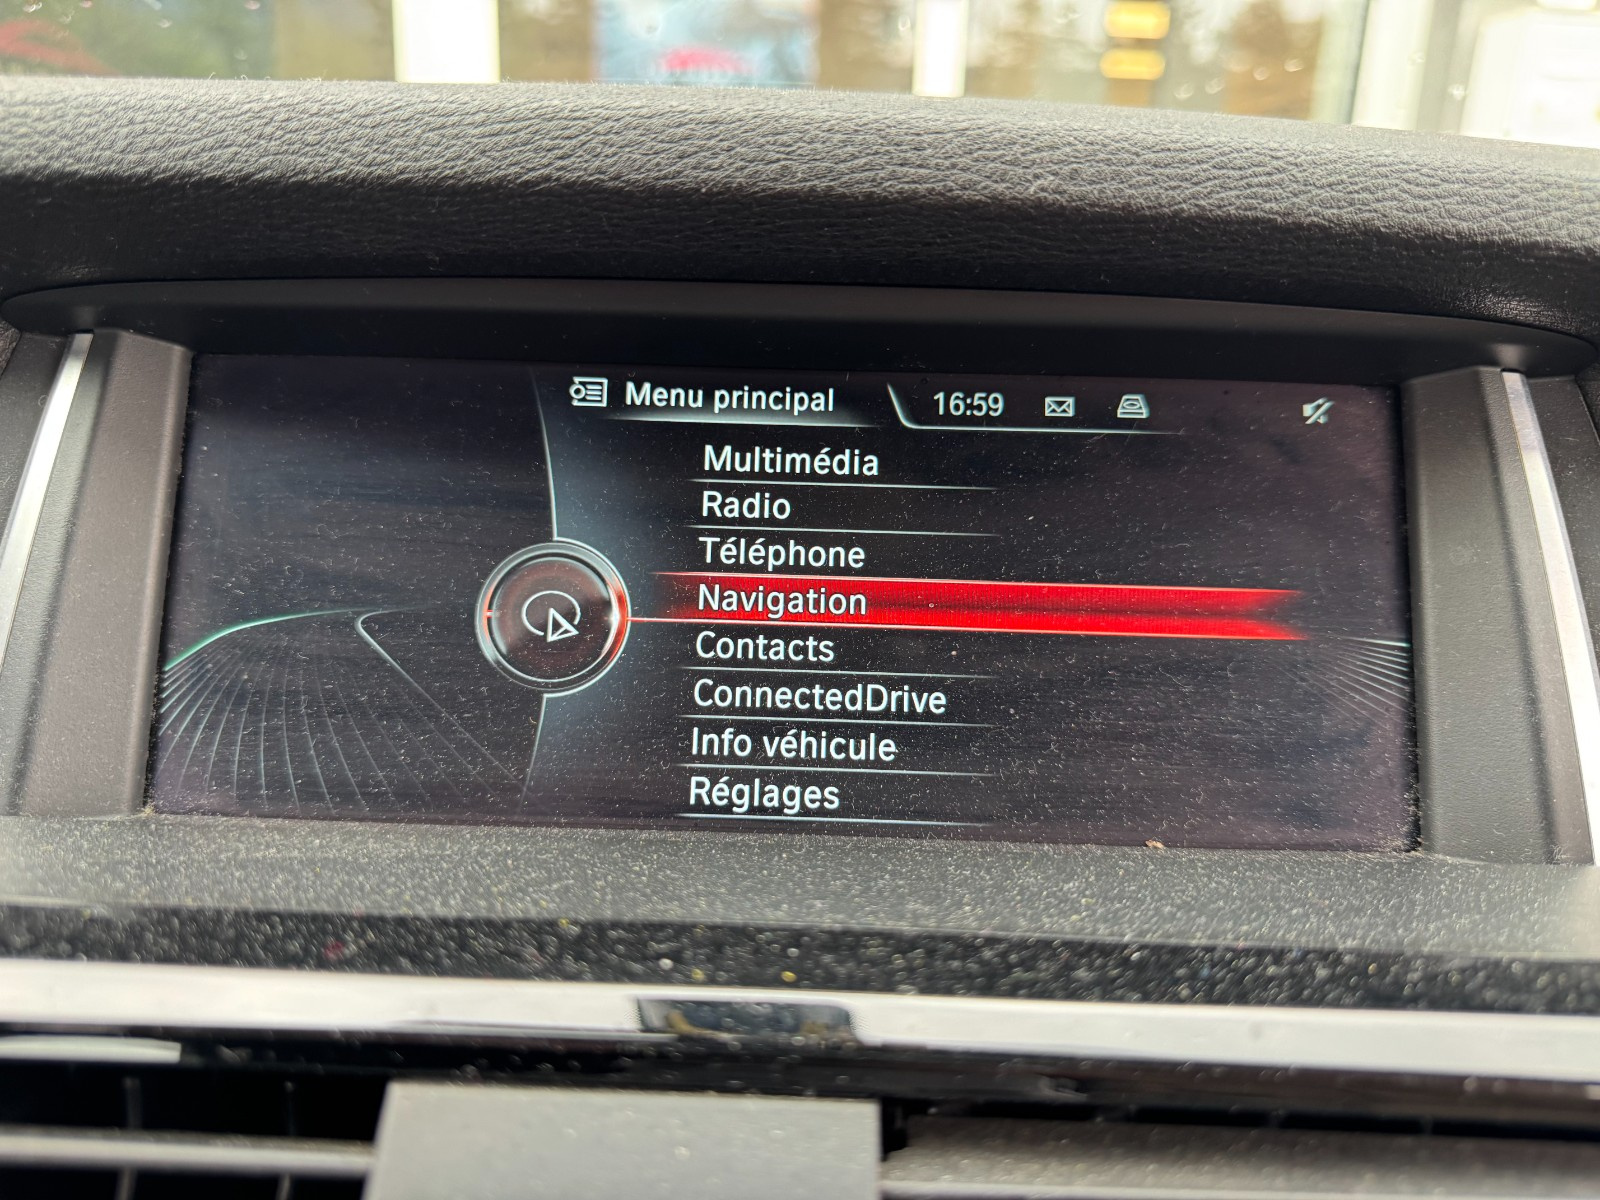 Menu principal 16:59
Multimédia
Radio
Téléphone
Navigation
Contacts
ConnectedDrive
Info véhicule
Réglages